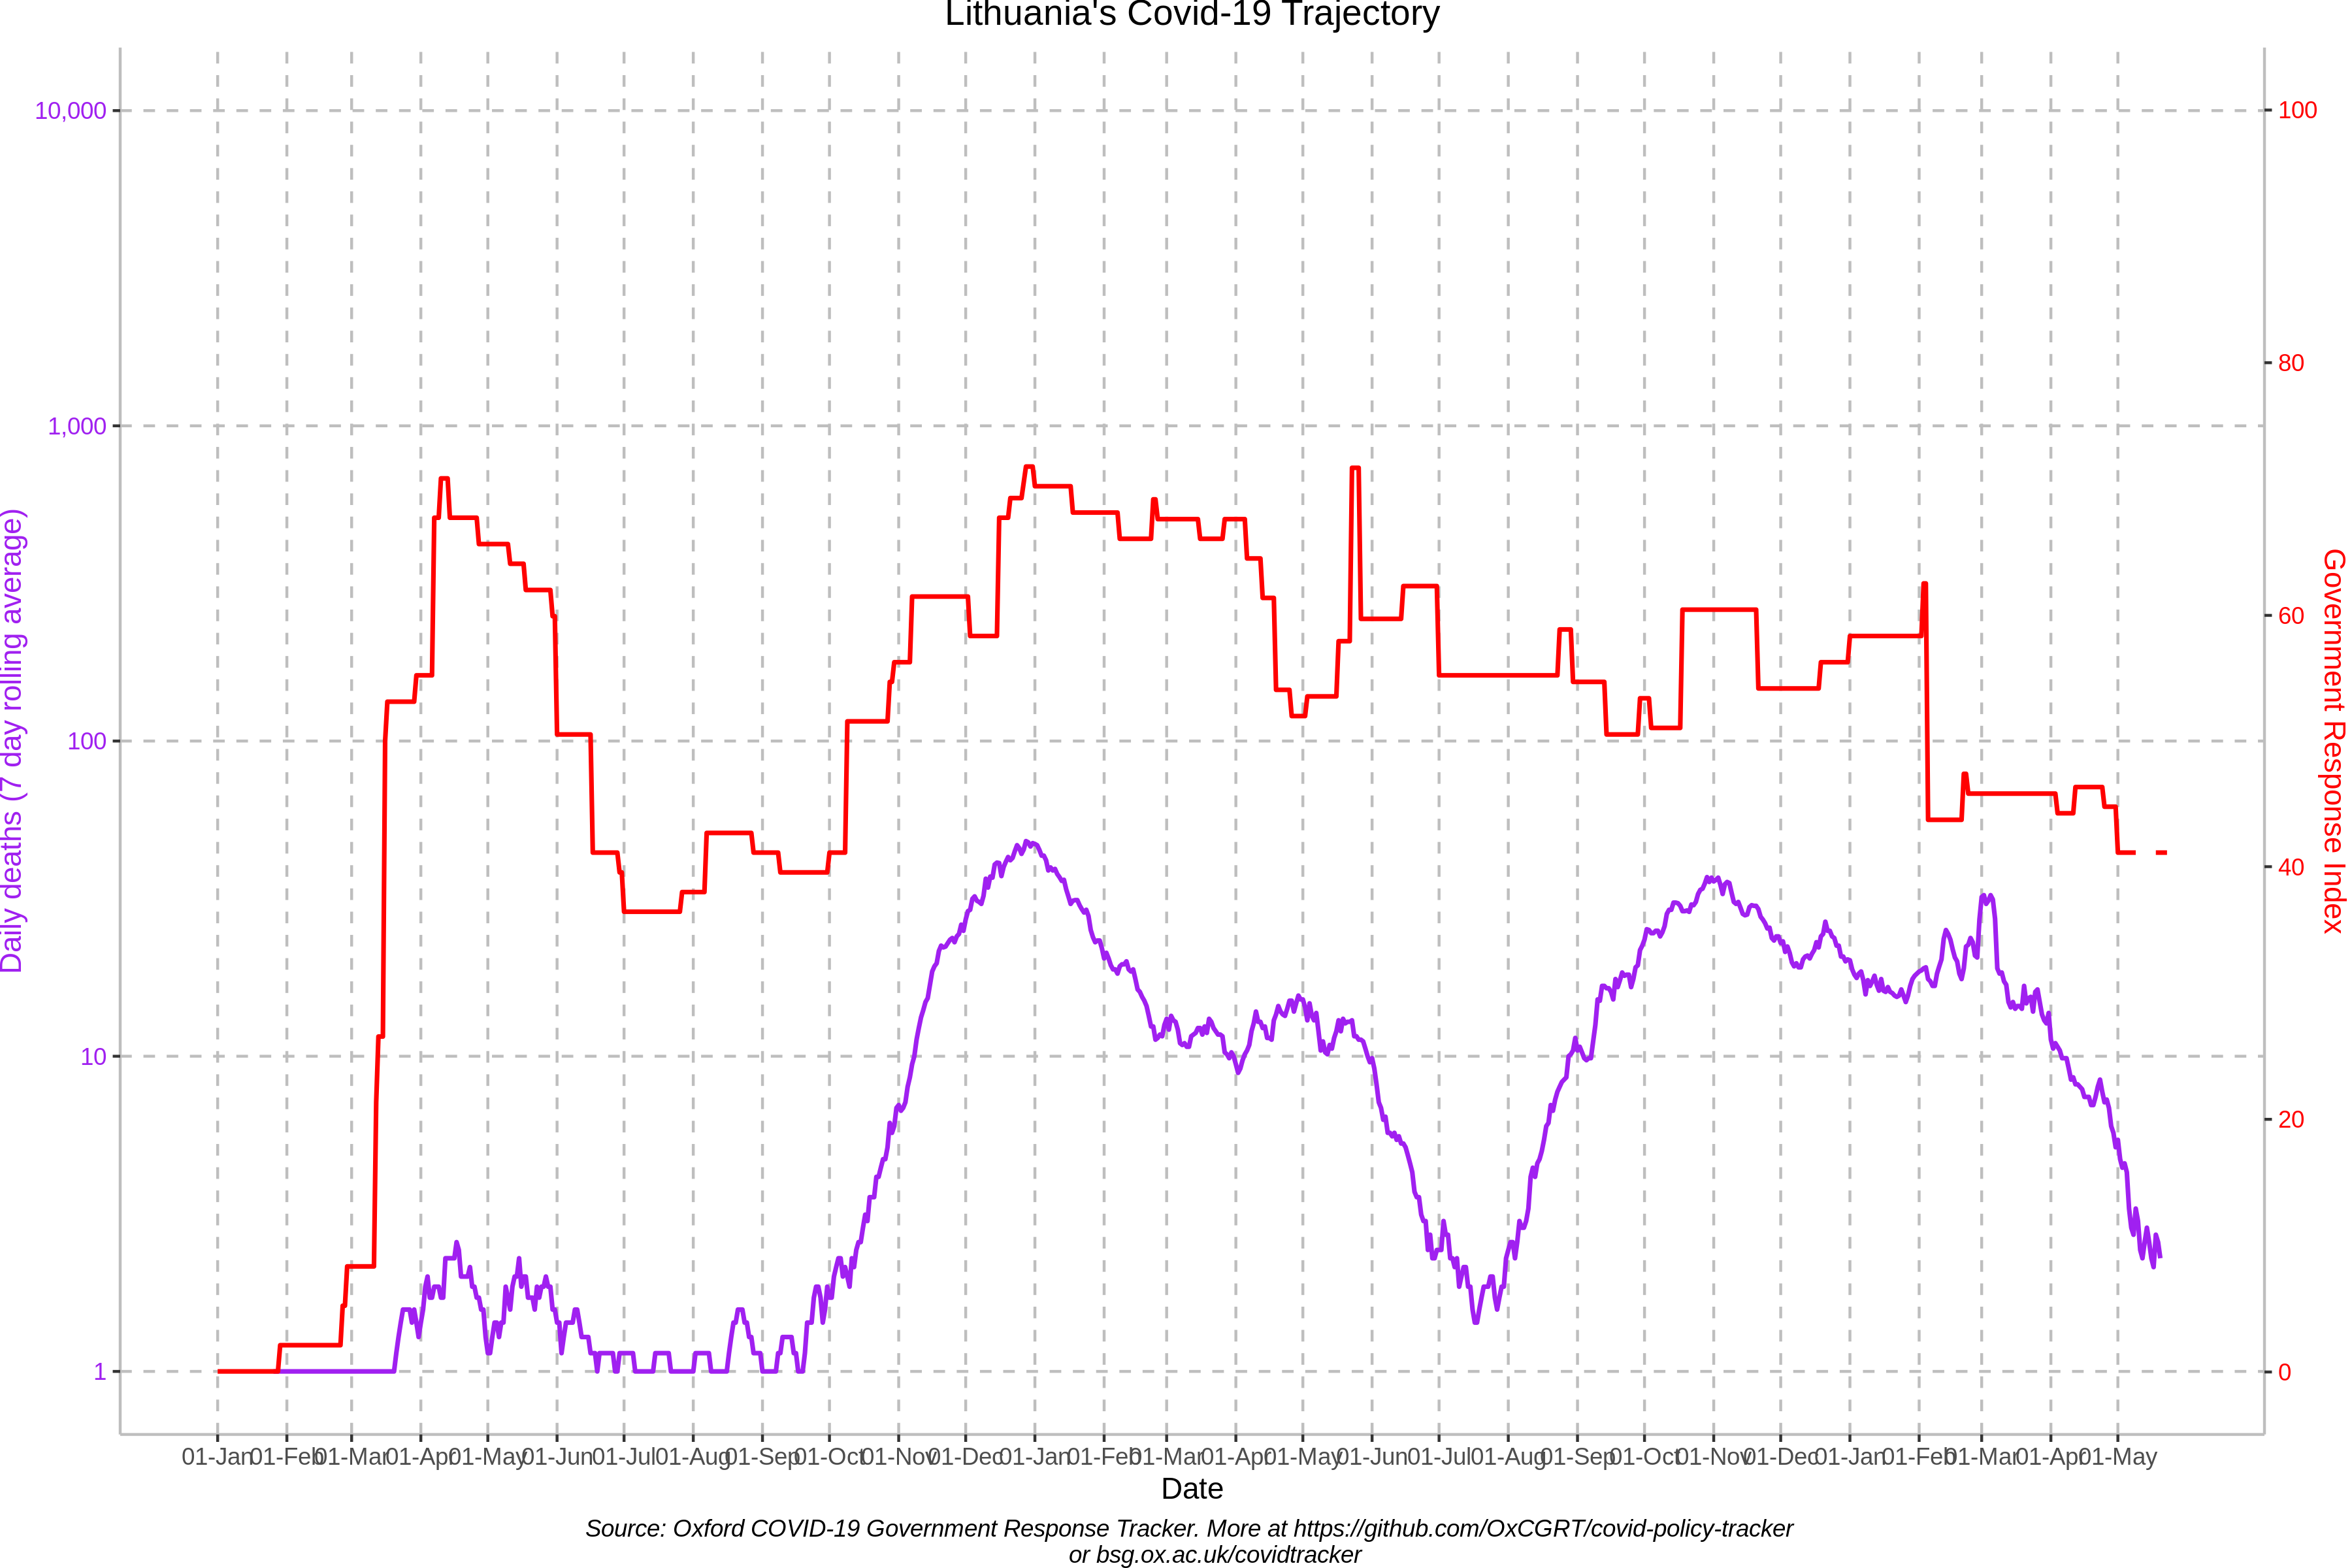 Lithuania's Covid-19 Trajectory
10,000
1,000
100
10
1
Daily deaths (7 day rolling average)
100
80
60
40
20
0
Government Response Index
01-Jan 01-Feb 01-Mar 01-Apr 01-May 01-Jun 01-Jul 01-Aug 01-Sep 01-Oct 01-Nov 01-Dec 01-Jan 01-Feb 01-Mar 01-Apr 01-May 01-Jun 01-Jul 01-Aug 01-Sep 01-Oct 01-Nov 01-Dec 01-Jan 01-Feb 01-Mar 01-Apr 01-May
Date
Source: Oxford COVID-19 Government Response Tracker. More at https://github.com/OxCGRT/covid-policy-tracker
or bsg.ox.ac.uk/covidtracker